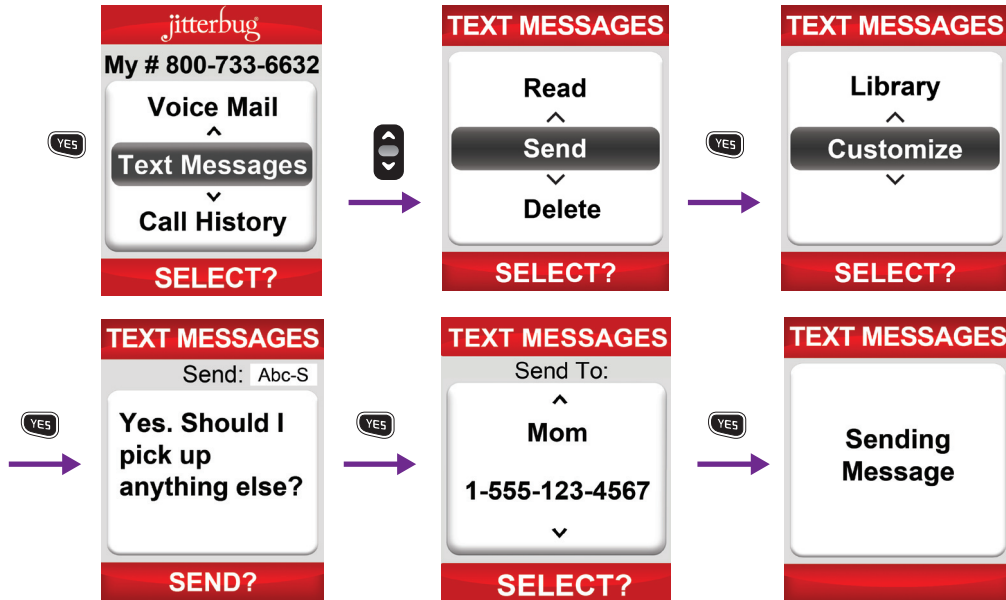 jitterbug
My # 800-733-6632
Voice Mail
YES
Text Messages
Call History
SELECT?
TEXT MESSAGES
Read
Send
Delete
SELECT?
YES
TEXT MESSAGES
Library
Customize
SELECT?
YES
TEXT MESSAGES
Send: Abc-S
Yes. Should I
pick up
anything else?
SEND?
YES
TEXT MESSAGES
Send To:
Mom
1-555-123-4567
SELECT?
YES
TEXT MESSAGES
Sending
Message